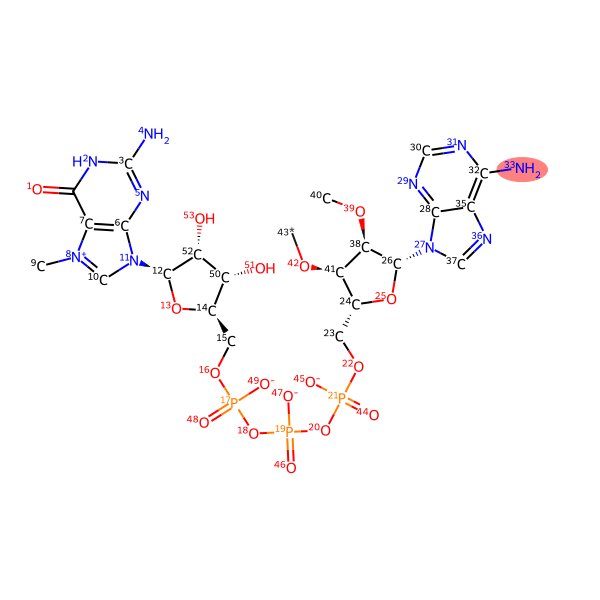 30C
31N
4NH2
H2N
3C
32C
33NH2
29N
1O
5N
40C
39O
28C
35C
53OH
7C
6C
43*
36N
38C
27N
8N+
11N
52C
9C
42O
41C
26C
37C
51OH
10C
12C
50C
24C
25O
13O
14C
23C
15C
16O
22O
49O-
45O-
47O-
17P
21P
48O
44O
18O
19P
20O
46O